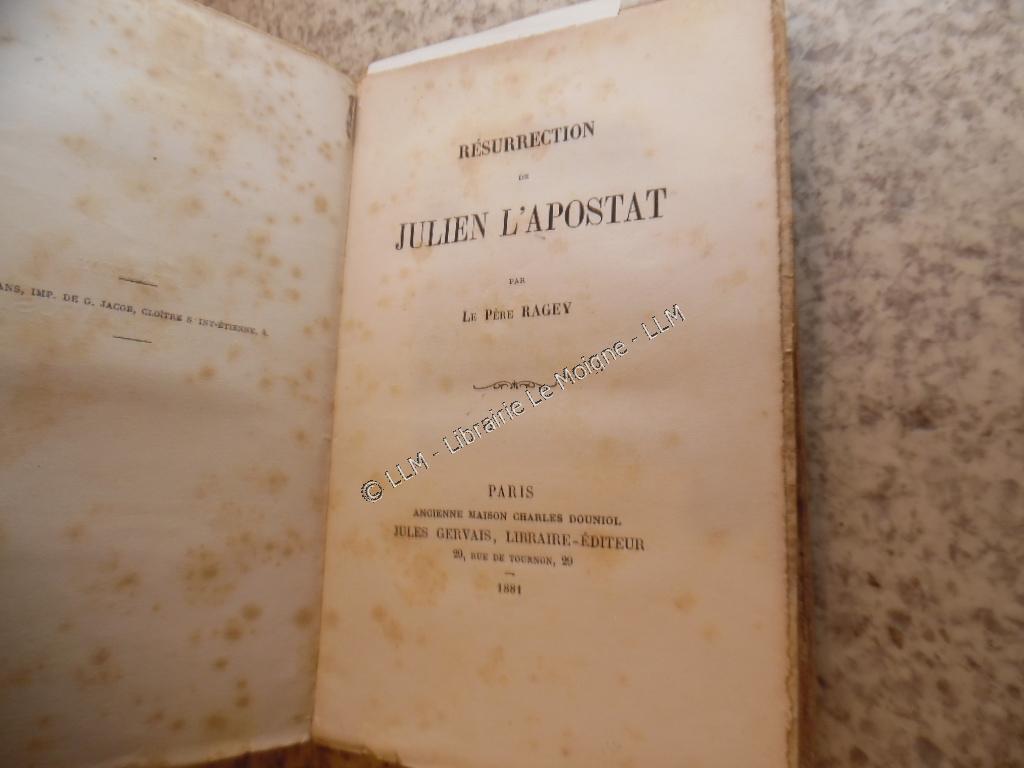 ANS, IMP. DE G. JACOB, CLOÎTRE S INT-ÉTIENNE, 4.
RÉSURRECTION
DE
JULIEN L'APOSTAT
PAR
LE PÈRE RAGEY
© LLM - Librairie Le Moigne - LLM
PARIS
ANCIENNE MAISON CHARLES DOUNIOL
JULES GERVAIS, LIBRAIRE-ÉDITEUR
29, RUE DE TOURNON, 29
1881